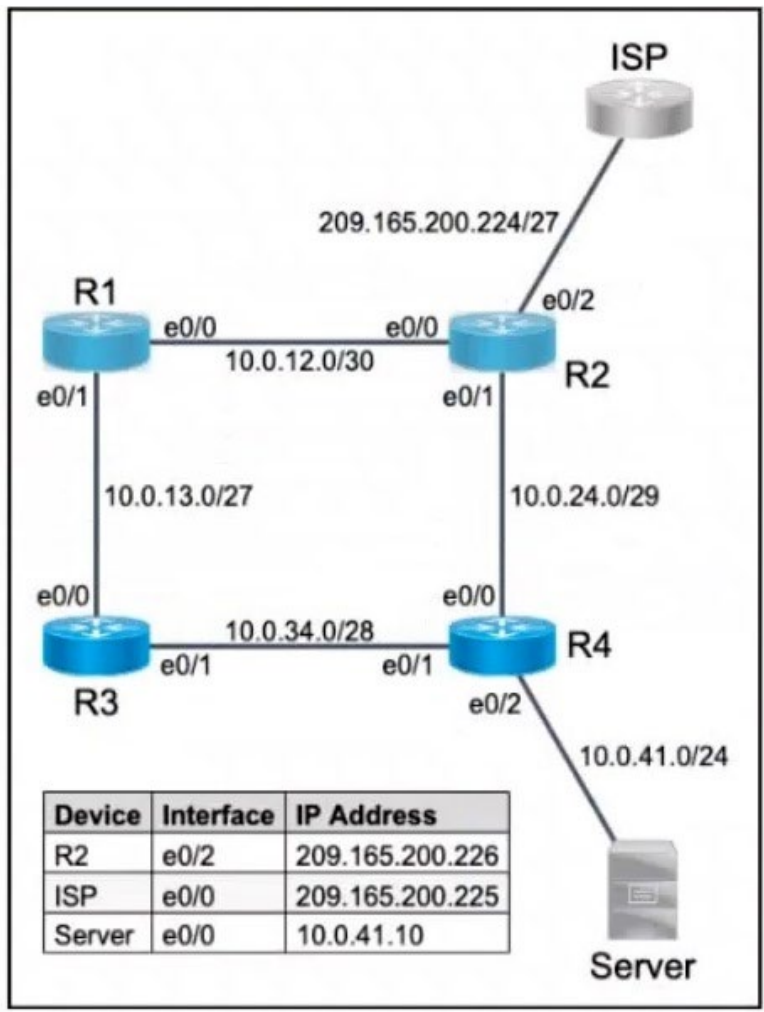 ISP
209.165.200.224/27
R1
e0/2
e0/0
e0/0
10.0.12.0/30
R2
e0/1
e0/1
10.0.13.0/27
10.0.24.0/29
e0/0
e0/0
10.0.34.0/28
R4
e0/1
e0/1
R3
e0/2
10.0.41.0/24
Device Interface IP Address
R2 e0/2 209.165.200.226
ISP e0/0 209.165.200.225
Server e0/0 10.0.41.10
Server